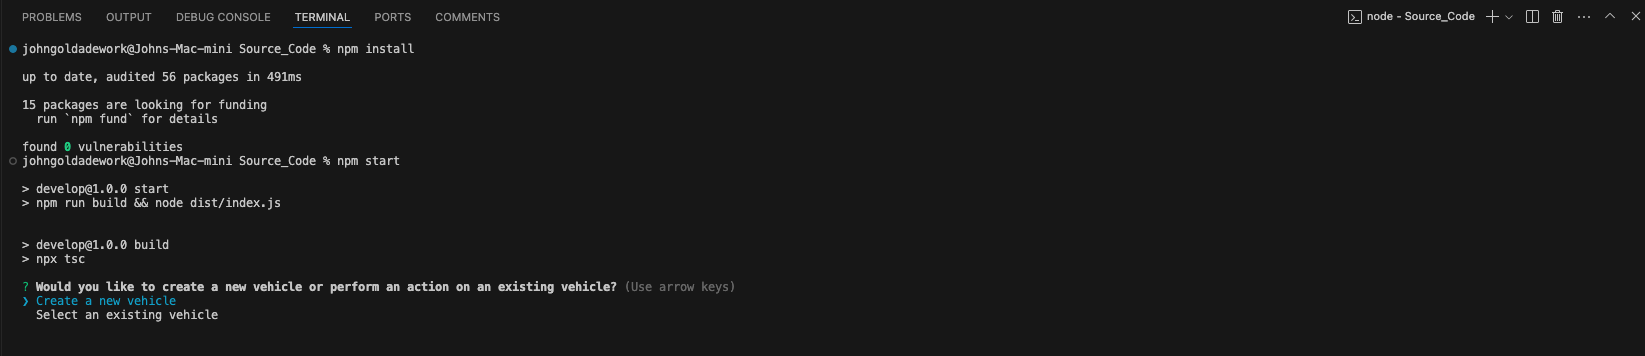 PROBLEMS OUTPUT DEBUG CONSOLE TERMINAL PORTS COMMENTS node - Source_Code
johngoldadework@Johns-Mac-mini Source_Code % npm install
up to date, audited 56 packages in 491ms
15 packages are looking for funding
run `npm fund` for details
found 0 vulnerabilities
johngoldadework@Johns-Mac-mini Source_Code % npm start
> develop@1.0.0 start
> npm run build && node dist/index.js
> develop@1.0.0 build
> npx tsc
? Would you like to create a new vehicle or perform an action on an existing vehicle? (Use arrow keys)
❯ Create a new vehicle
Select an existing vehicle